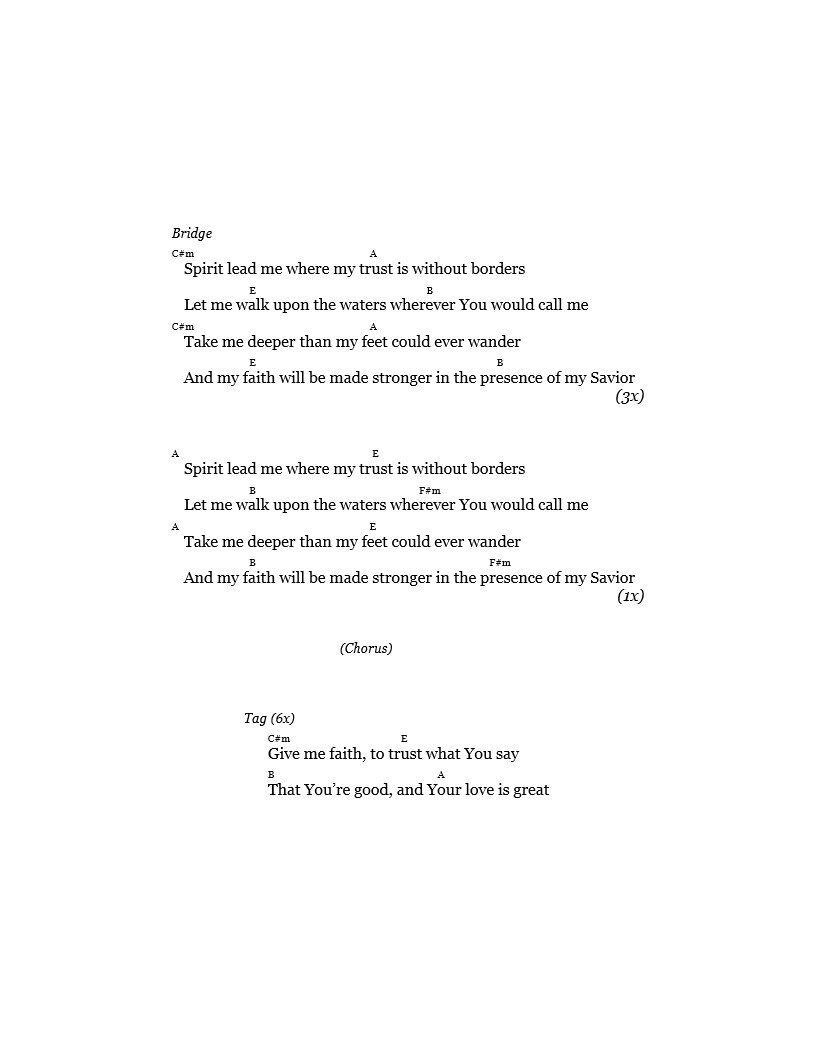 Bridge
C#m A
Spirit lead me where my trust is without borders
E B
Let me walk upon the waters wherever You would call me
C#m A
Take me deeper than my feet could ever wander
E B
And my faith will be made stronger in the presence of my Savior
(3x)
A E
Spirit lead me where my trust is without borders
B F#m
Let me walk upon the waters wherever You would call me
A E
Take me deeper than my feet could ever wander
B F#m
And my faith will be made stronger in the presence of my Savior
(1x)
(Chorus)
Tag (6x)
C#m E
Give me faith, to trust what You say
B A
That You’re good, and Your love is great